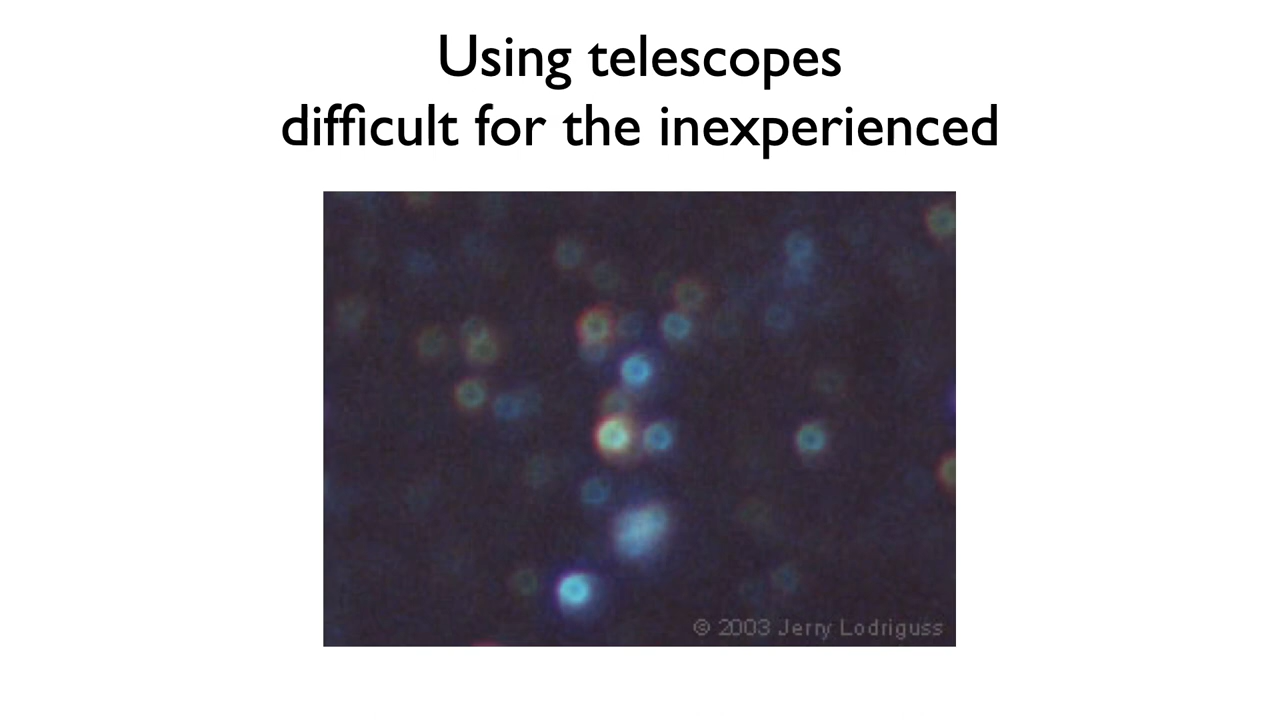 Using telescopes
difficult for the inexperienced
© 2003 Jerry Lodriguss